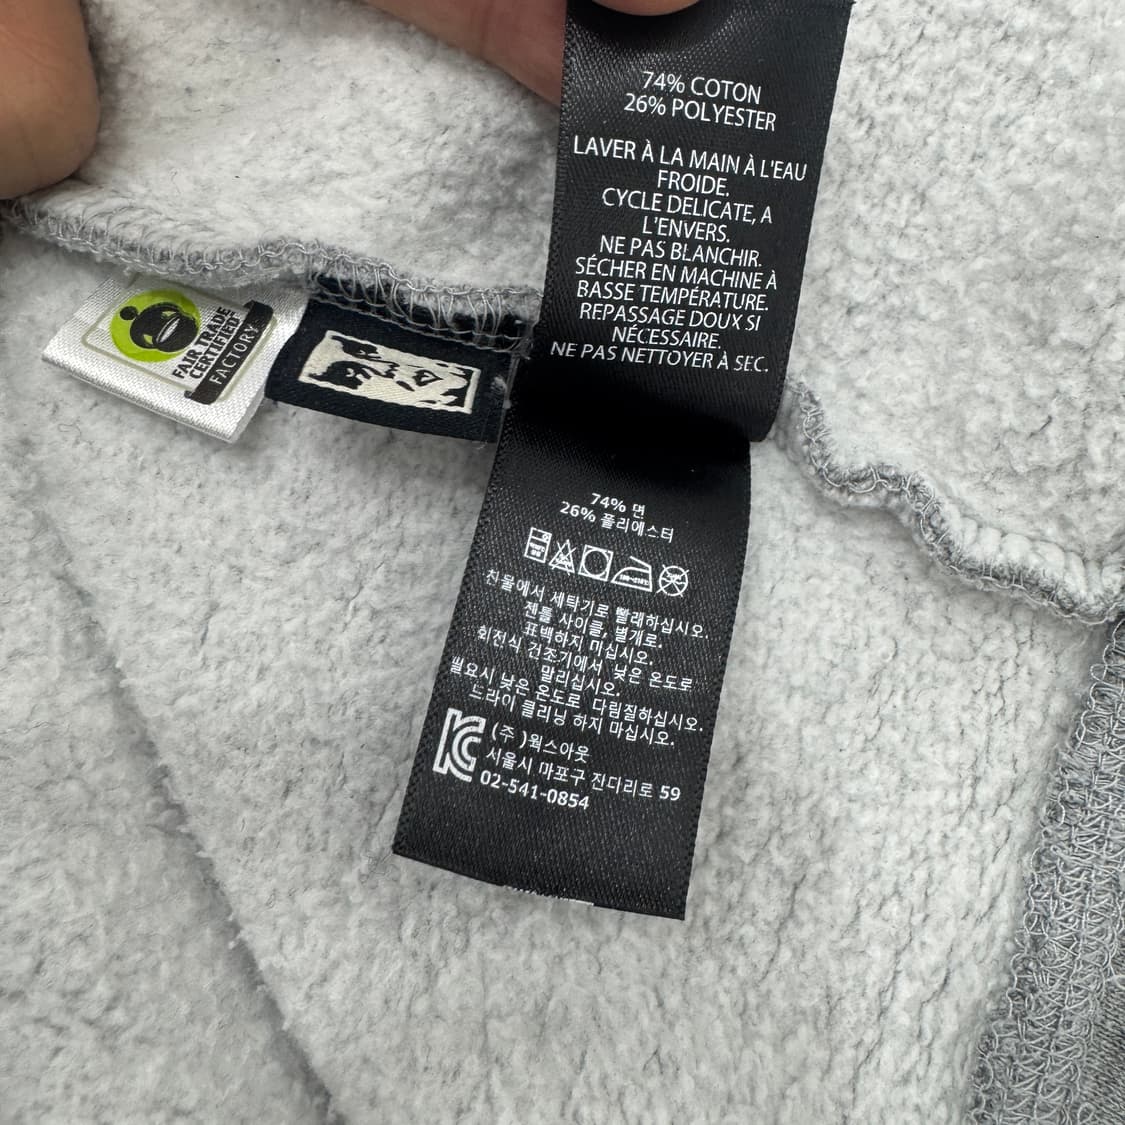 74% COTON
26% POLYESTER
LAVER À LA MAIN À L'EAU
FROIDE.
CYCLE DELICATE, A
L'ENVERS.
NE PAS BLANCHIR.
SÉCHER EN MACHINE À
BASSE TEMPÉRATURE.
REPASSAGE DOUX SI
NÉCESSAIRE.
NE PAS NETTOYER À SEC.
FAIR TRADE
CERTIFIED
FACTORY
74% 면
26% 폴리에스터
찬물에서 세탁기로 빨래하십시오.
젠틀 사이클, 별개로.
표백하지 마십시오.
회전식 건조기에서 낮은 온도로
말리십시오.
필요시 낮은 온도로 다림질하십시오.
드라이 클리닝 하지 마십시오.
(주)웍스아웃
서울시 마포구 잔다리로 59
02-541-0854